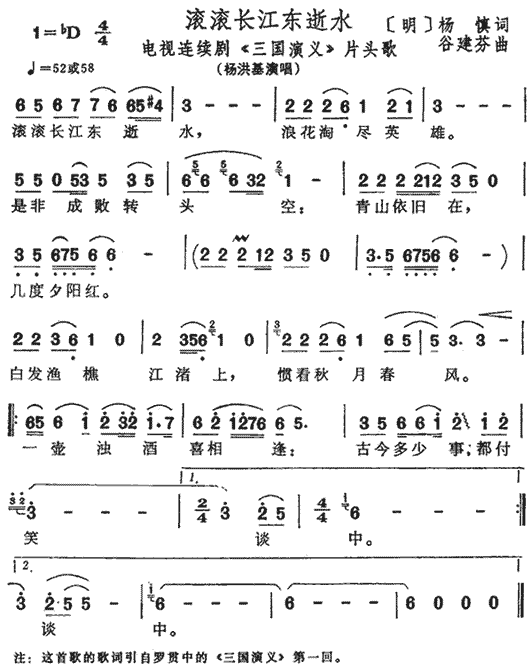 滚滚长江东逝水
〔明〕杨 慎词
1=♭D 4/4
电视连续剧《三国演义》片头歌
谷建芬曲
♩=52或58
(杨洪基演唱)
6 5 6 7 7 6 65#4 | 3 - - - | 2 2 2 6 1 2 1 |
滚滚长江东 逝 水, 浪花淘 尽英 雄。
5 5 0 53 5 3 5 | 6 6 6 32 1 - | 2 2 2 212 3 5 0 |
是非 成败转 头 空; 青山依旧 在,
3 5 675 6 6 - | (2 2 2 12 3 5 0 | 3·5 6756 6 - ) |
几度夕阳红。
2 2 3 6 1 0 | 2 356 1 0 | 2 2 2 6 6 5 5 | 3· 3 - |
白发渔 樵 江 渚 上, 惯看秋 月 春 风。
65 6 1 2 32 1·7 | 6 2 1276 6 5· | 3 5 6 6 1 2 1 2 |
一 壶 浊 酒 喜相 逢; 古今多少 事,都付
3 - - - | 2/4 3 2 5 | 4/4 6 - - - :|
1.
笑 谈 中。
2.
3 2·5 5 - - | 6 - - - | 6 - - - | 6 0 0 0 ‖
谈 中。
注: 这首歌的歌词引自罗贯中的《三国演义》第一回。